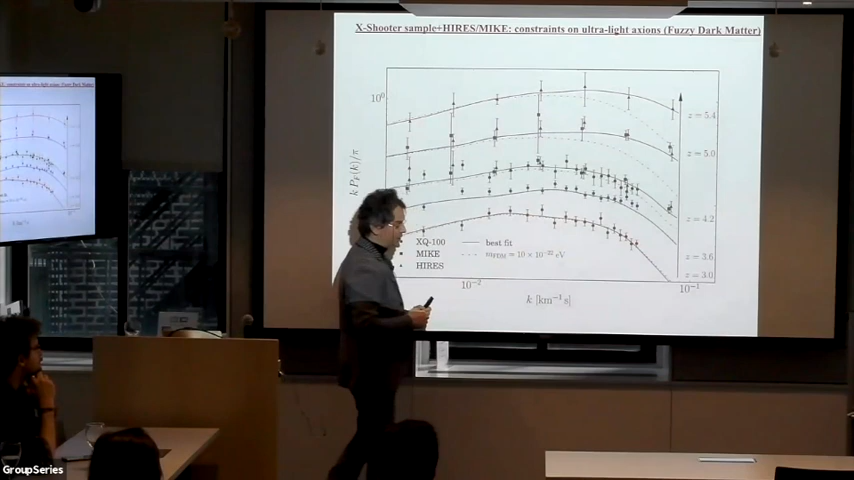 X-Shooter sample+HIRES/MIKE: constraints on ultra-light axions (Fuzzy Dark Matter)
10⁰
z = 5.4
z = 5.0
k P_F(k)/π
z = 4.2
XQ-100
MIKE
HIRES
best fit
m_FDM = 10 × 10⁻²² eV
z = 3.6
z = 3.0
10⁻²
10⁻¹
k [km⁻¹s]
GroupSeries